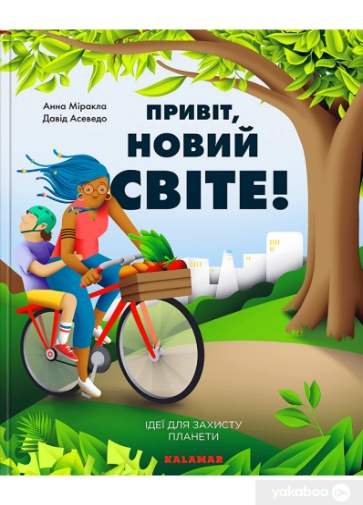 Анна Міракла
Давід Асеведо
ПРИВІТ,
НОВИЙ
СВІТЕ!
ІДЕЇ ДЛЯ ЗАХИСТУ
ПЛАНЕТИ
KALAMAR
yakaboo